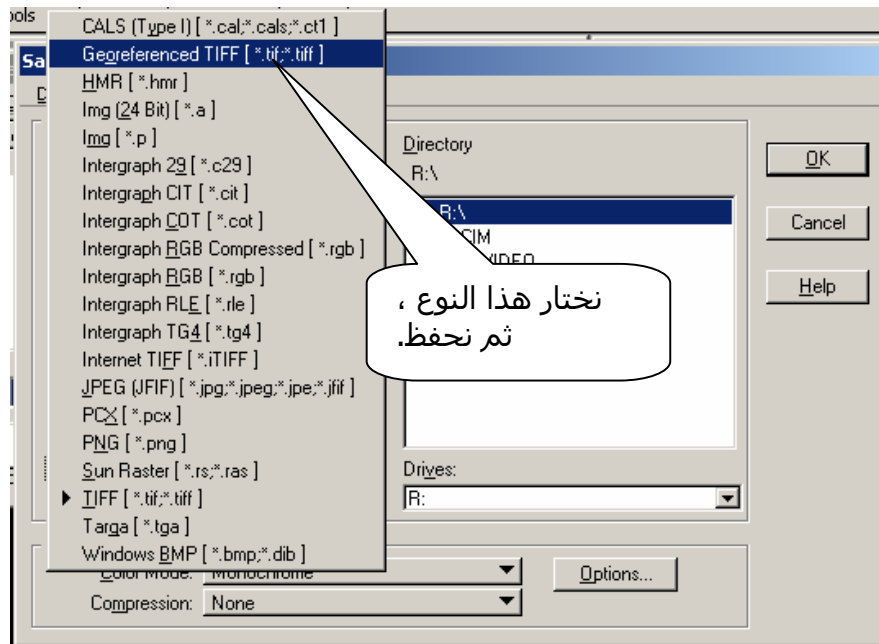 ols
CALS (Type I) [ *.cal;*.cals;*.ct1 ]
Georeferenced TIFF [ *.tif;*.tiff ]
Sa
HMR [ *.hmr ]
Img (24 Bit) [ *.a ]
Img [ *.p ]
Intergraph 29 [ *.c29 ]
Intergraph CIT [ *.cit ]
Intergraph COT [ *.cot ]
Intergraph RGB Compressed [ *.rgb ]
Intergraph RGB [ *.rgb ]
Intergraph RLE [ *.rle ]
Intergraph TG4 [ *.tg4 ]
Internet TIFF [ *.iTIFF ]
JPEG (JFIF) [ *.jpg;*.jpeg;*.jpe;*.jfif ]
PCX [ *.pcx ]
PNG [ *.png ]
Sun Raster [ *.rs;*.ras ]
TIFF [ *.tif;*.tiff ]
Targa [ *.tga ]
Windows BMP [ *.bmp;*.dib ]
Directory
R:\
R:\
CIM
VIDEO
نختار هذا النوع ،
ثم نحفظ.
Drives:
R:
OK
Cancel
Help
Color Mode: Monochrome
Options...
Compression: None